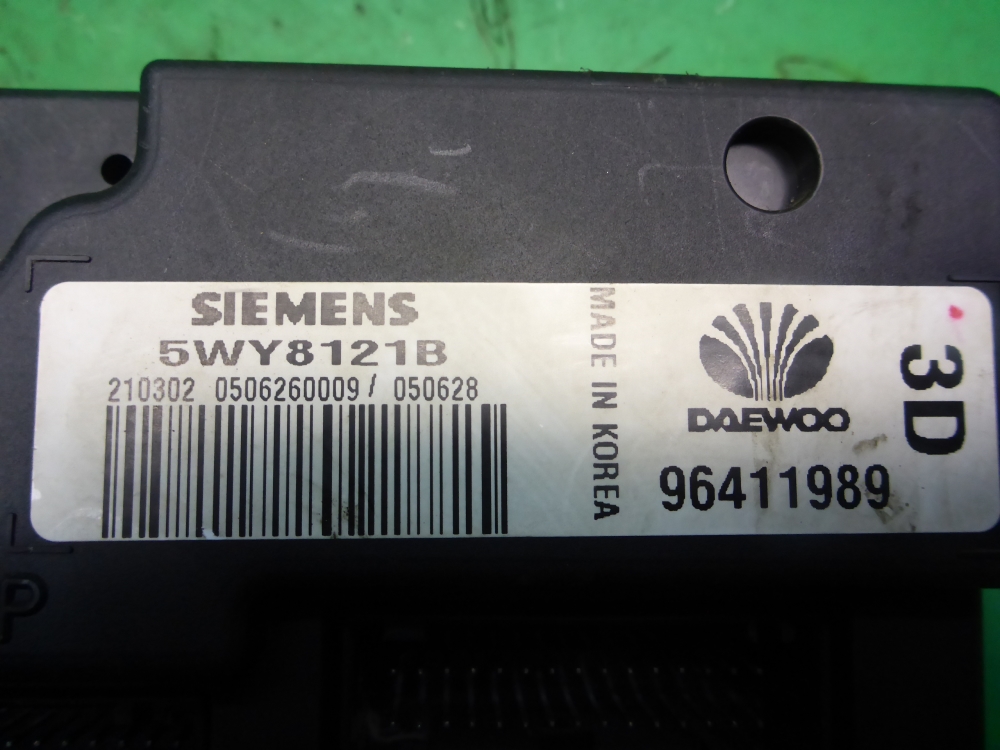 SIEMENS
5WY8121B
210302 0506260009/ 050628
MADE IN KOREA
DAEWOO
96411989
3D
P